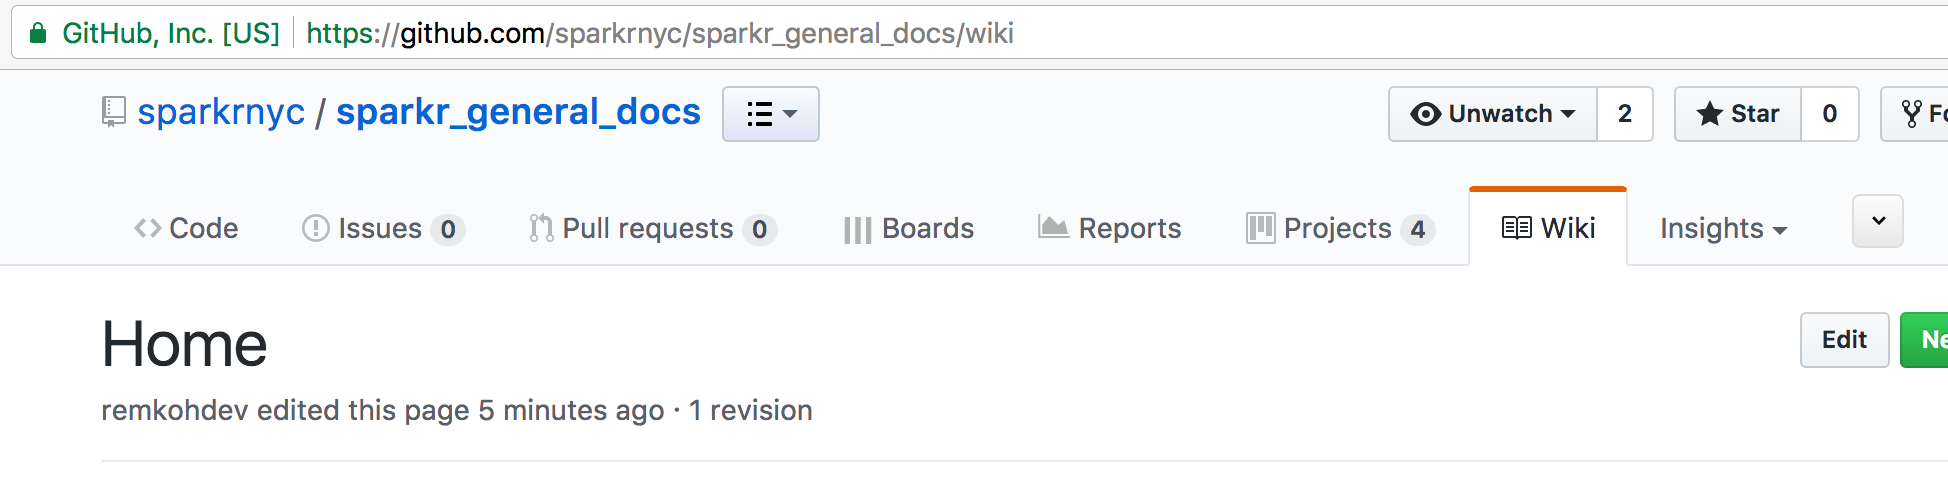 GitHub, Inc. [US] https://github.com/sparkrnyc/sparkr_general_docs/wiki
sparkrnyc / sparkr_general_docs Unwatch 2 Star 0 Fo
Code Issues 0 Pull requests 0 Boards Reports Projects 4 Wiki Insights
Home Edit Ne
remkohdev edited this page 5 minutes ago · 1 revision